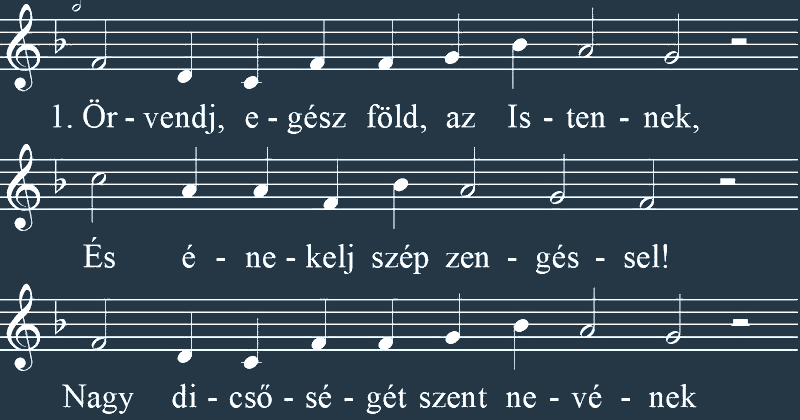 1. Ör - vendj, e - gész föld, az Is - ten - nek,
És é - ne - kelj szép zen - gés - sel!
Nagy di - cső - sé - gét szent ne - vé - nek